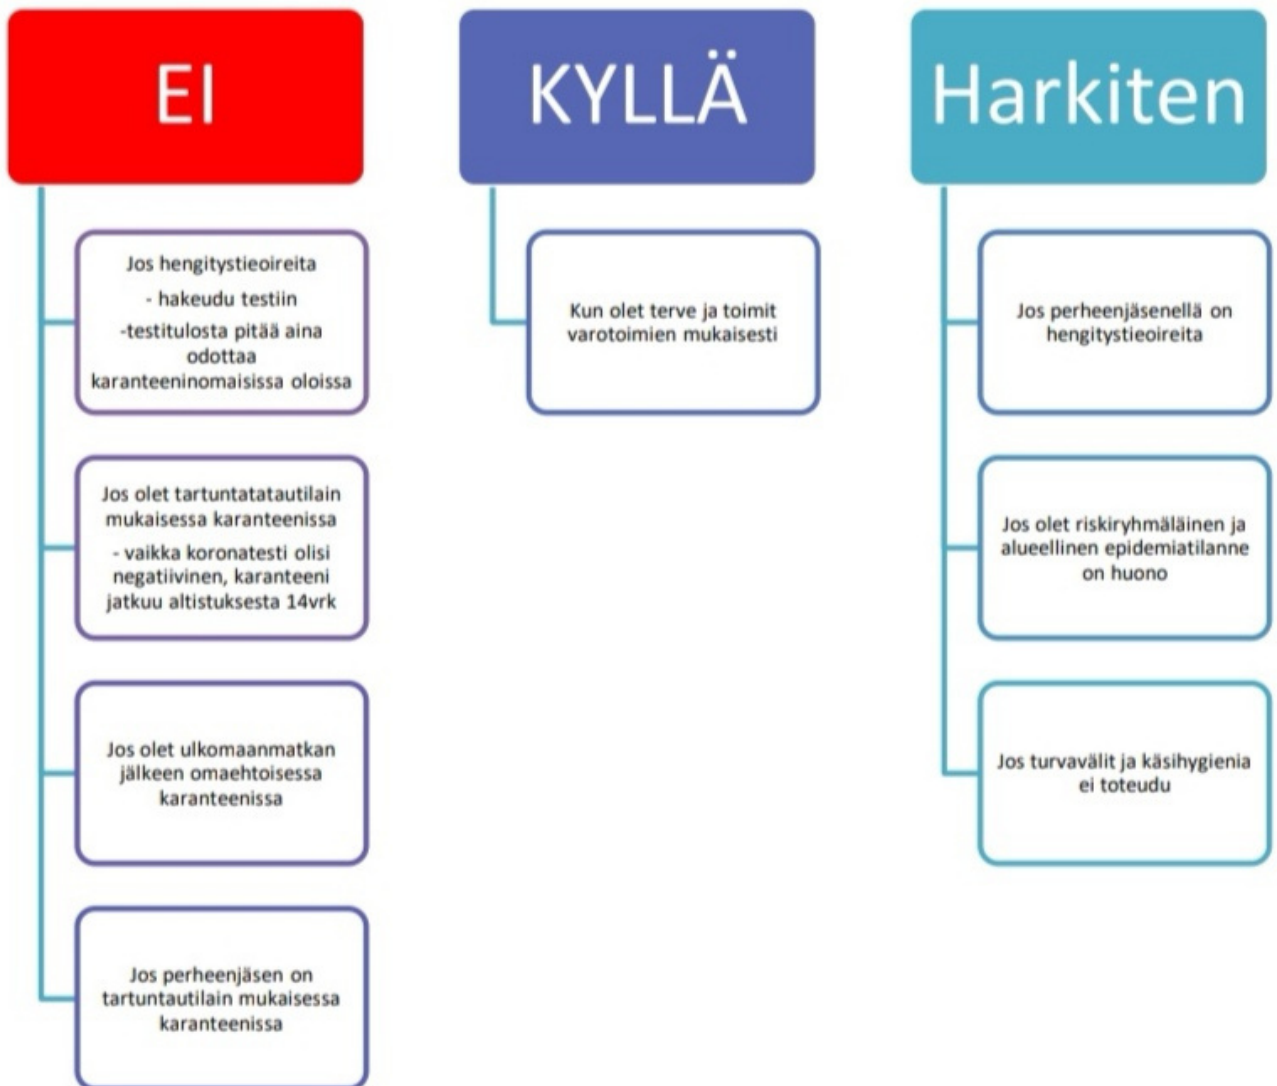 EI
Jos hengitystieoireita
- hakeudu testiin
-testitulosta pitää aina
odottaa
karanteeninomaisissa oloissa
Jos olet tartuntatatautilain
mukaisessa karanteenissa
- vaikka koronatesti olisi
negatiivinen, karanteeni
jatkuu altistuksesta 14vrk
Jos olet ulkomaanmatkan
jälkeen omaehtoisessa
karanteenissa
Jos perheenjäsen on
tartuntautilain mukaisessa
karanteenissa
KYLLÄ
Kun olet terve ja toimit
varotoimien mukaisesti
Harkiten
Jos perheenjäsenellä on
hengitystieoireita
Jos olet riskiryhmäläinen ja
alueellinen epidemiatilanne
on huono
Jos turvavälit ja käsihygienia
ei toteudu